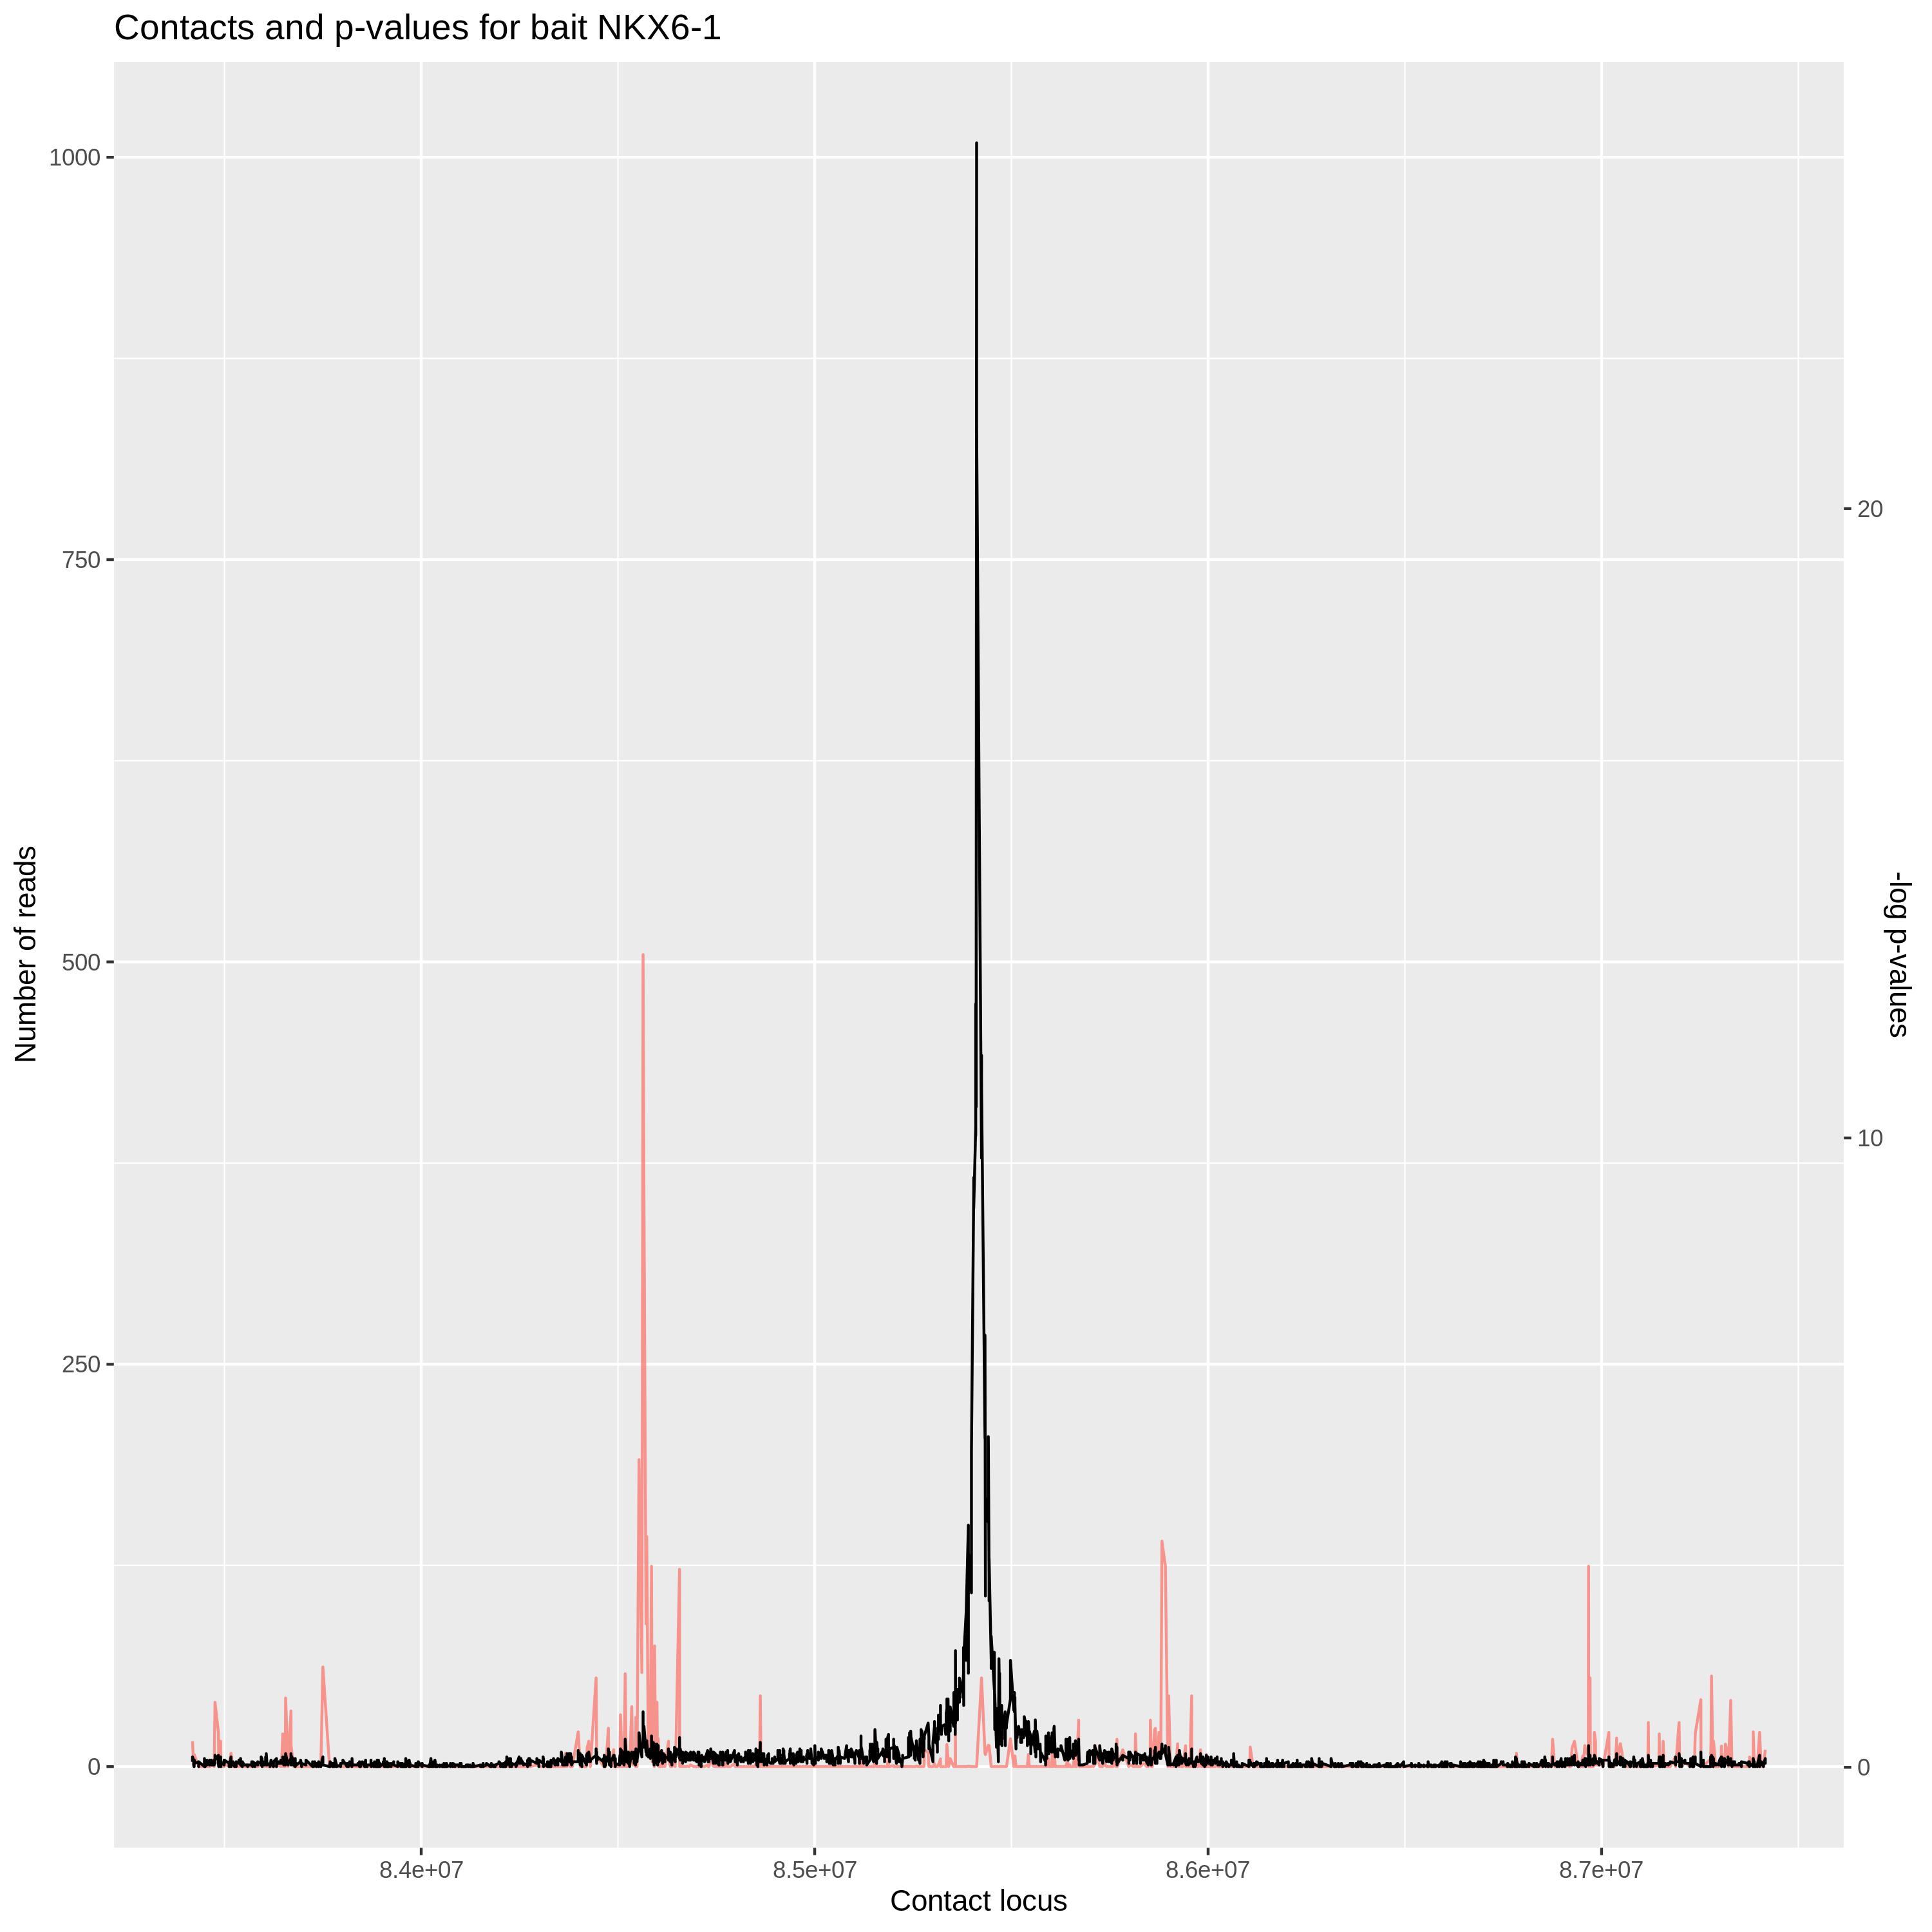 Contacts and p-values for bait NKX6-1
1000
750
500
250
0
Number of reads
20
10
0
-log p-values
8.4e+07
8.5e+07
8.6e+07
8.7e+07
Contact locus